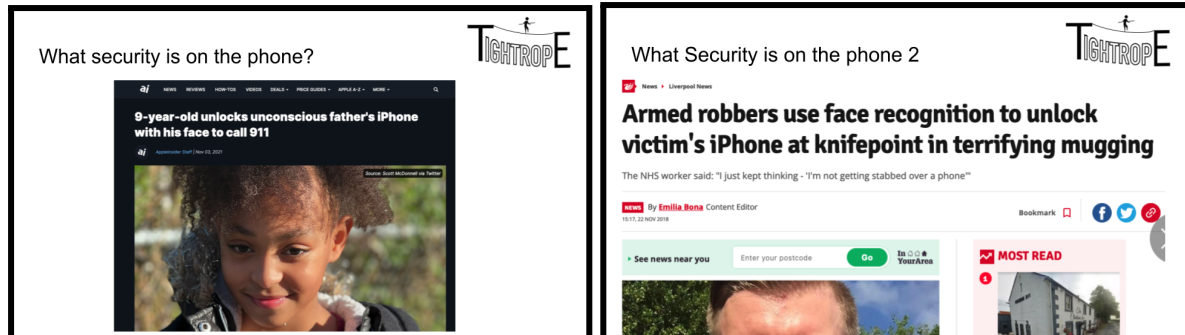 What security is on the phone?
TIGHTROPE
aj NEWS REVIEWS HOW-TOS VIDEOS DEALS PRICE GUIDES APPLE A-Z MORE
9-year-old unlocks unconscious father's iPhone
with his face to call 911
aj AppleInsider Staff | Nov 03, 2021
Source: Scott McDonnell via Twitter
What Security is on the phone 2
TIGHTROPE
News Liverpool News
Armed robbers use face recognition to unlock
victim's iPhone at knifepoint in terrifying mugging
The NHS worker said: "I just kept thinking - 'I'm not getting stabbed over a phone'"
NEWS By Emilia Bona Content Editor
15:17, 22 NOV 2018
Bookmark
See news near you
Enter your postcode
Go
In
YourArea
MOST READ
1